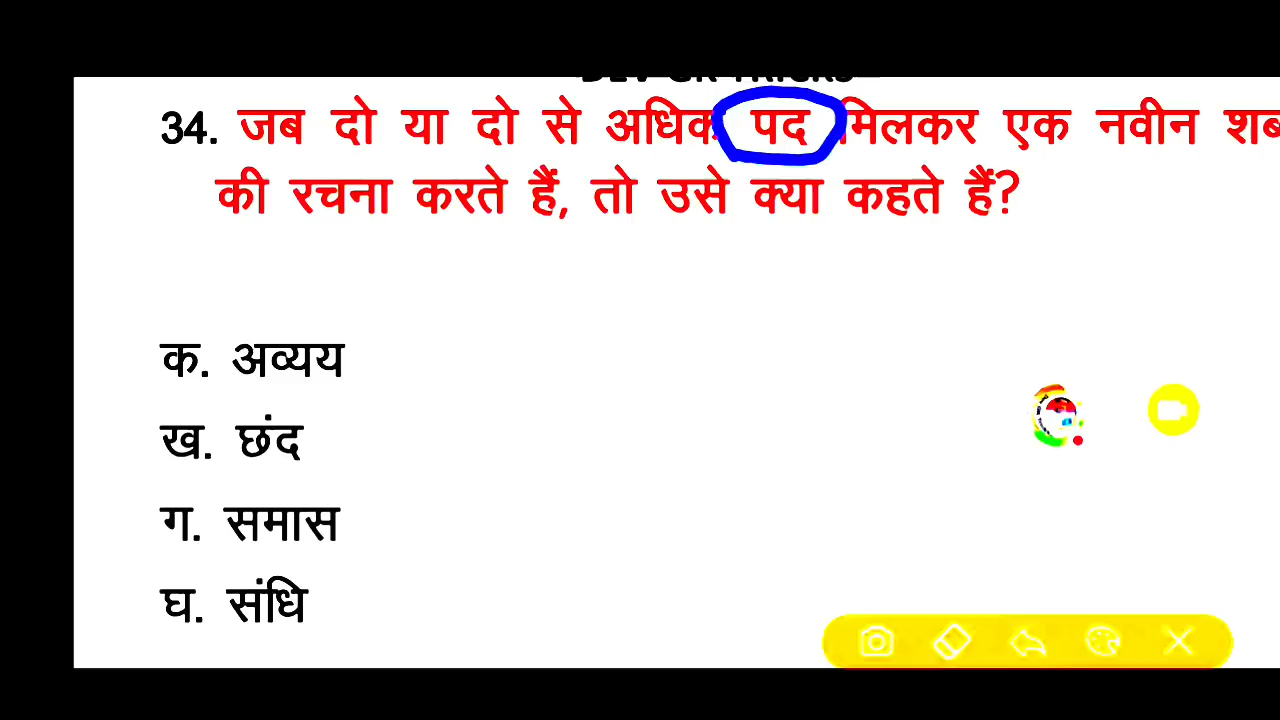 34. जब दो या दो से अधिक पद मिलकर एक नवीन
की रचना करते हैं, तो उसे क्या कहते हैं?
क. अव्यय
ख. छंद
ग. समास
घ. संधि